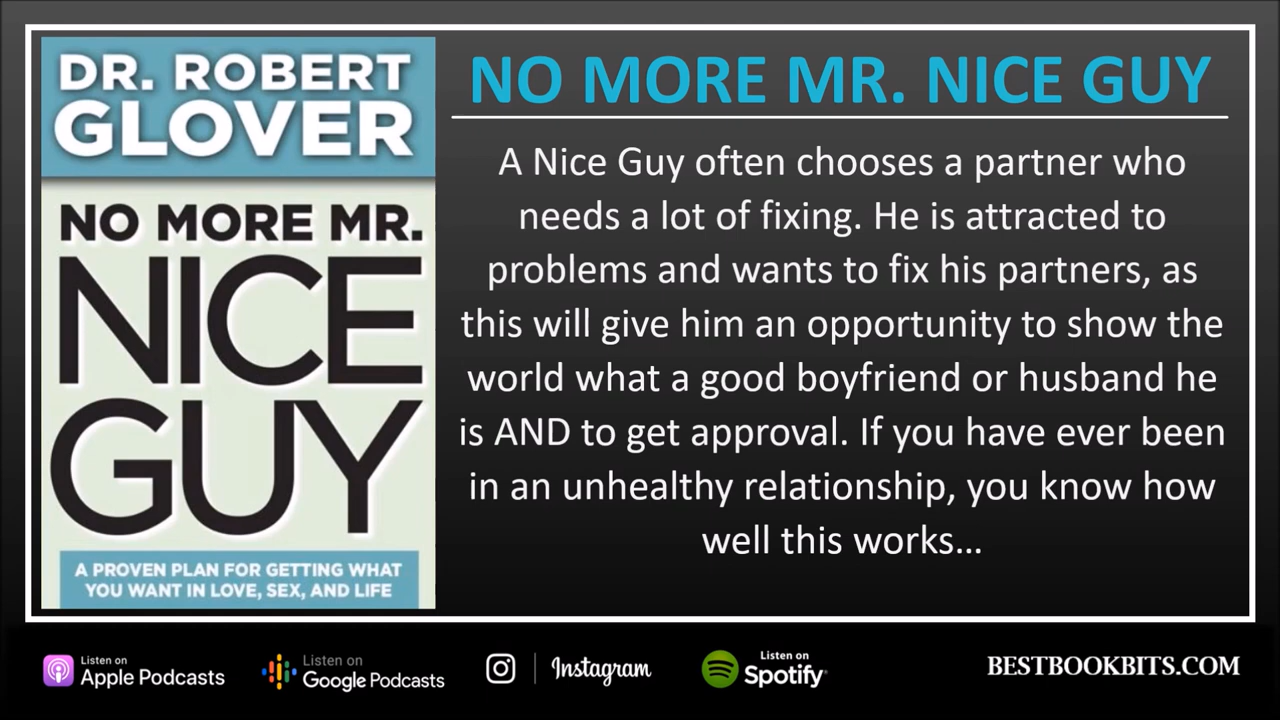 DR. ROBERT
GLOVER
NO MORE MR.
NICE
GUY
A PROVEN PLAN FOR GETTING WHAT
YOU WANT IN LOVE, SEX, AND LIFE
NO MORE MR. NICE GUY
A Nice Guy often chooses a partner who
needs a lot of fixing. He is attracted to
problems and wants to fix his partners, as
this will give him an opportunity to show the
world what a good boyfriend or husband he
is AND to get approval. If you have ever been
in an unhealthy relationship, you know how
well this works...
Listen on
Apple Podcasts
Listen on
Google Podcasts
Instagram
Listen on
Spotify
BESTBOOKBITS.COM